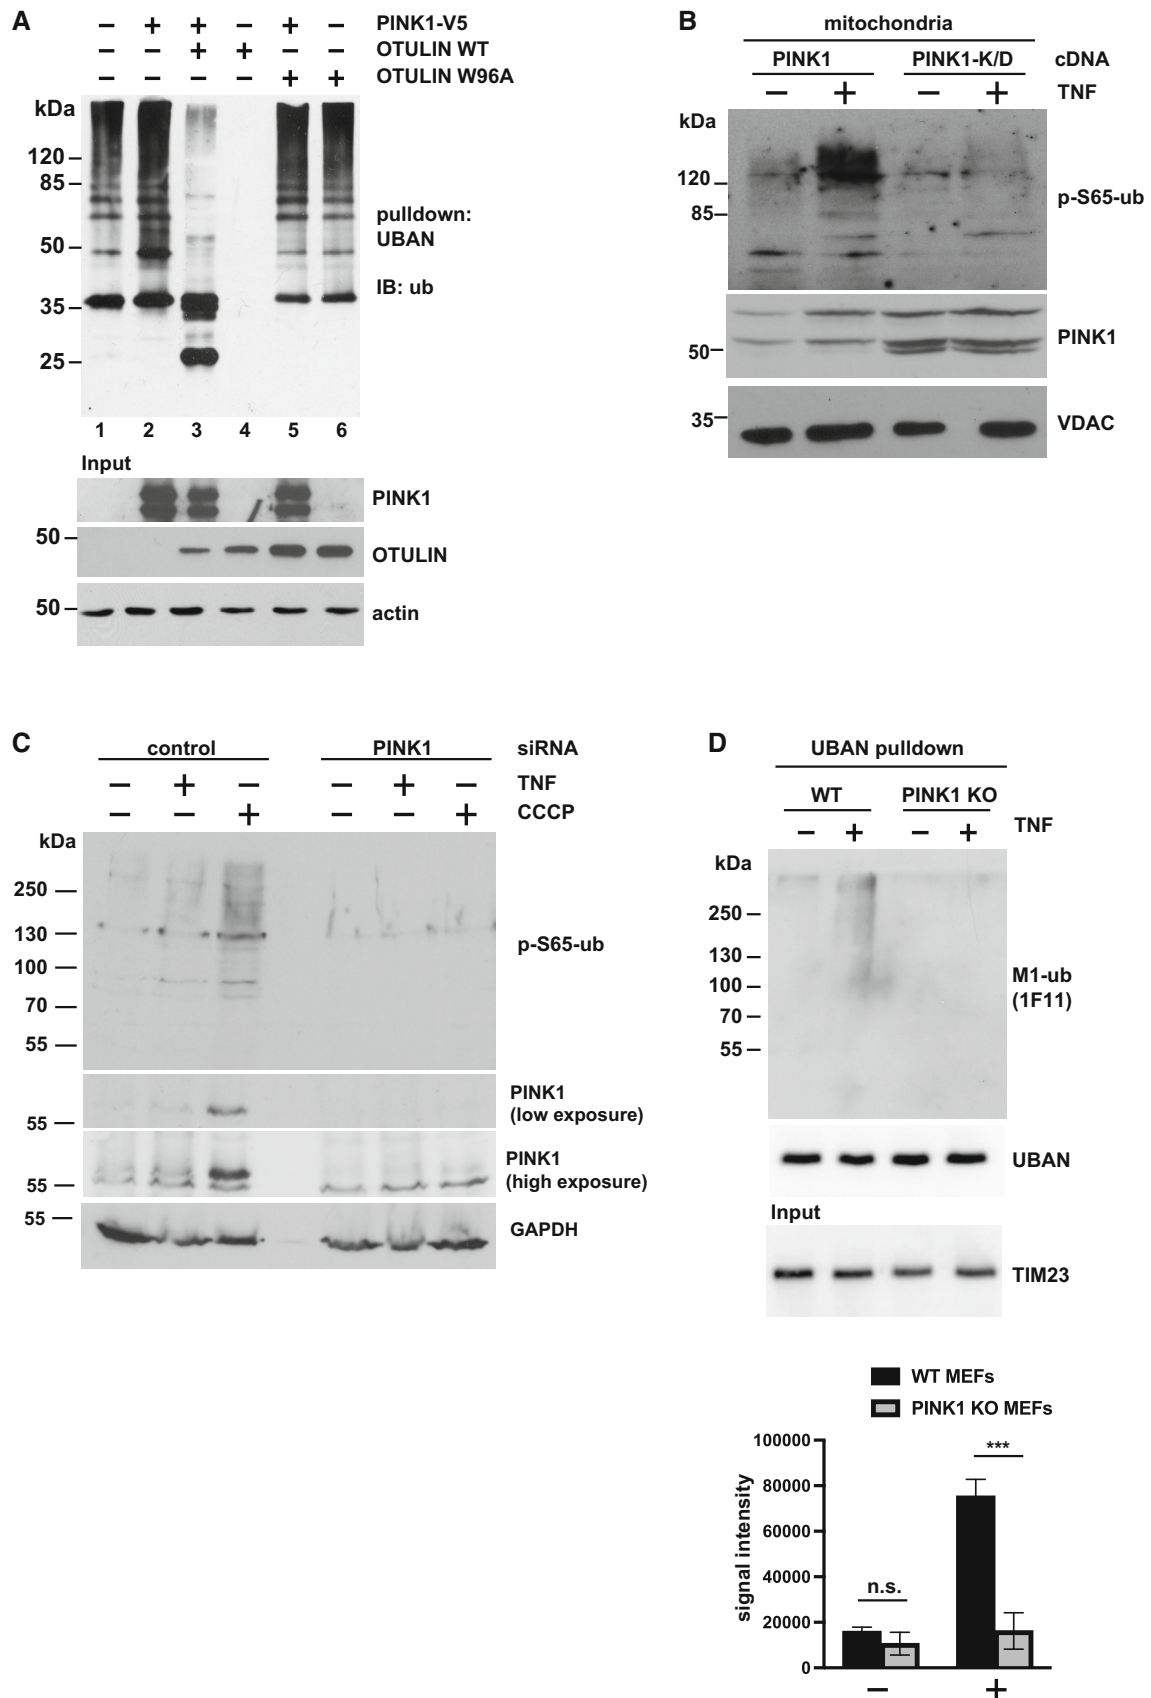 A
− + + − + − PINK1-V5
− − + + − − OTULIN WT
− − − − + + OTULIN W96A
kDa
120
85
50
35
25
pulldown:
UBAN
IB: ub
1 2 3 4 5 6
Input
PINK1
50
OTULIN
50
actin
B
mitochondria
PINK1 PINK1-K/D cDNA
− + − + TNF
kDa
120
85
p-S65-ub
50
PINK1
35
VDAC
C
control PINK1 siRNA
− + − − + − TNF
− − + − − + CCCP
kDa
250
130
100
70
55
p-S65-ub
55
PINK1
(low exposure)
55
PINK1
(high exposure)
55
GAPDH
D
UBAN pulldown
WT PINK1 KO
− + − + TNF
kDa
250
130
100
70
55
M1-ub
(1F11)
UBAN
Input
TIM23
WT MEFs
PINK1 KO MEFs
signal intensity
100000
80000
60000
40000
20000
0
n.s.
***
− +